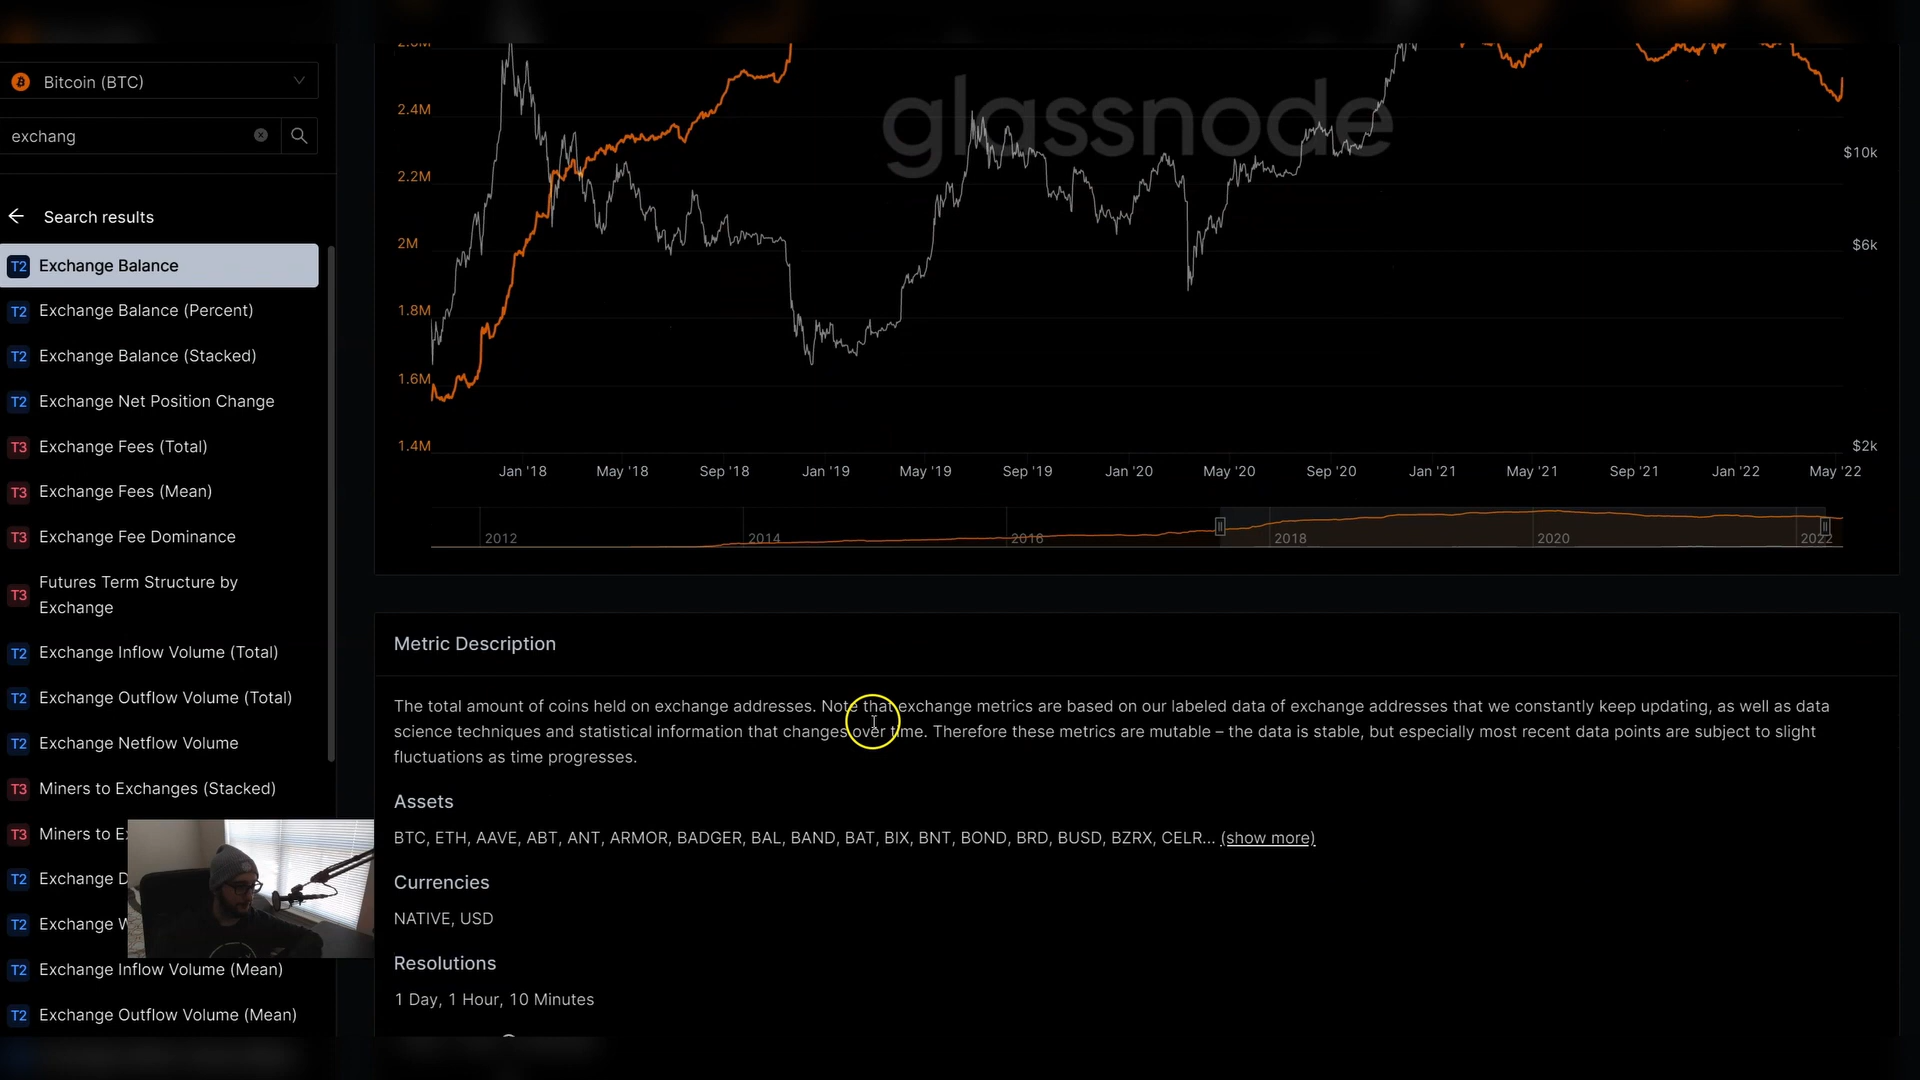 Bitcoin (BTC)
exchang
Search results
T2 Exchange Balance
T2 Exchange Balance (Percent)
T2 Exchange Balance (Stacked)
T2 Exchange Net Position Change
T3 Exchange Fees (Total)
T3 Exchange Fees (Mean)
T3 Exchange Fee Dominance
T3 Futures Term Structure by
Exchange
T2 Exchange Inflow Volume (Total)
T2 Exchange Outflow Volume (Total)
T2 Exchange Netflow Volume
T3 Miners to Exchanges (Stacked)
T3 Miners to E
T2 Exchange D
T2 Exchange
T2 Exchange Inflow Volume (Mean)
T2 Exchange Outflow Volume (Mean)
glassnode
2.4M
2.2M
2M
1.8M
1.6M
1.4M
$10k
$6k
$2k
Jan '18 May '18 Sep '18 Jan '19 May '19 Sep '19 Jan '20 May '20 Sep '20 Jan '21 May '21 Sep '21 Jan '22 May '22
2012 2014 2016 2018 2020 2022
Metric Description
The total amount of coins held on exchange addresses. Note that exchange metrics are based on our labeled data of exchange addresses that we constantly keep updating, as well as data
science techniques and statistical information that changes over time. Therefore these metrics are mutable – the data is stable, but especially most recent data points are subject to slight
fluctuations as time progresses.
Assets
BTC, ETH, AAVE, ABT, ANT, ARMOR, BADGER, BAL, BAND, BAT, BIX, BNT, BOND, BRD, BUSD, BZRX, CELR... (show more)
Currencies
NATIVE, USD
Resolutions
1 Day, 1 Hour, 10 Minutes